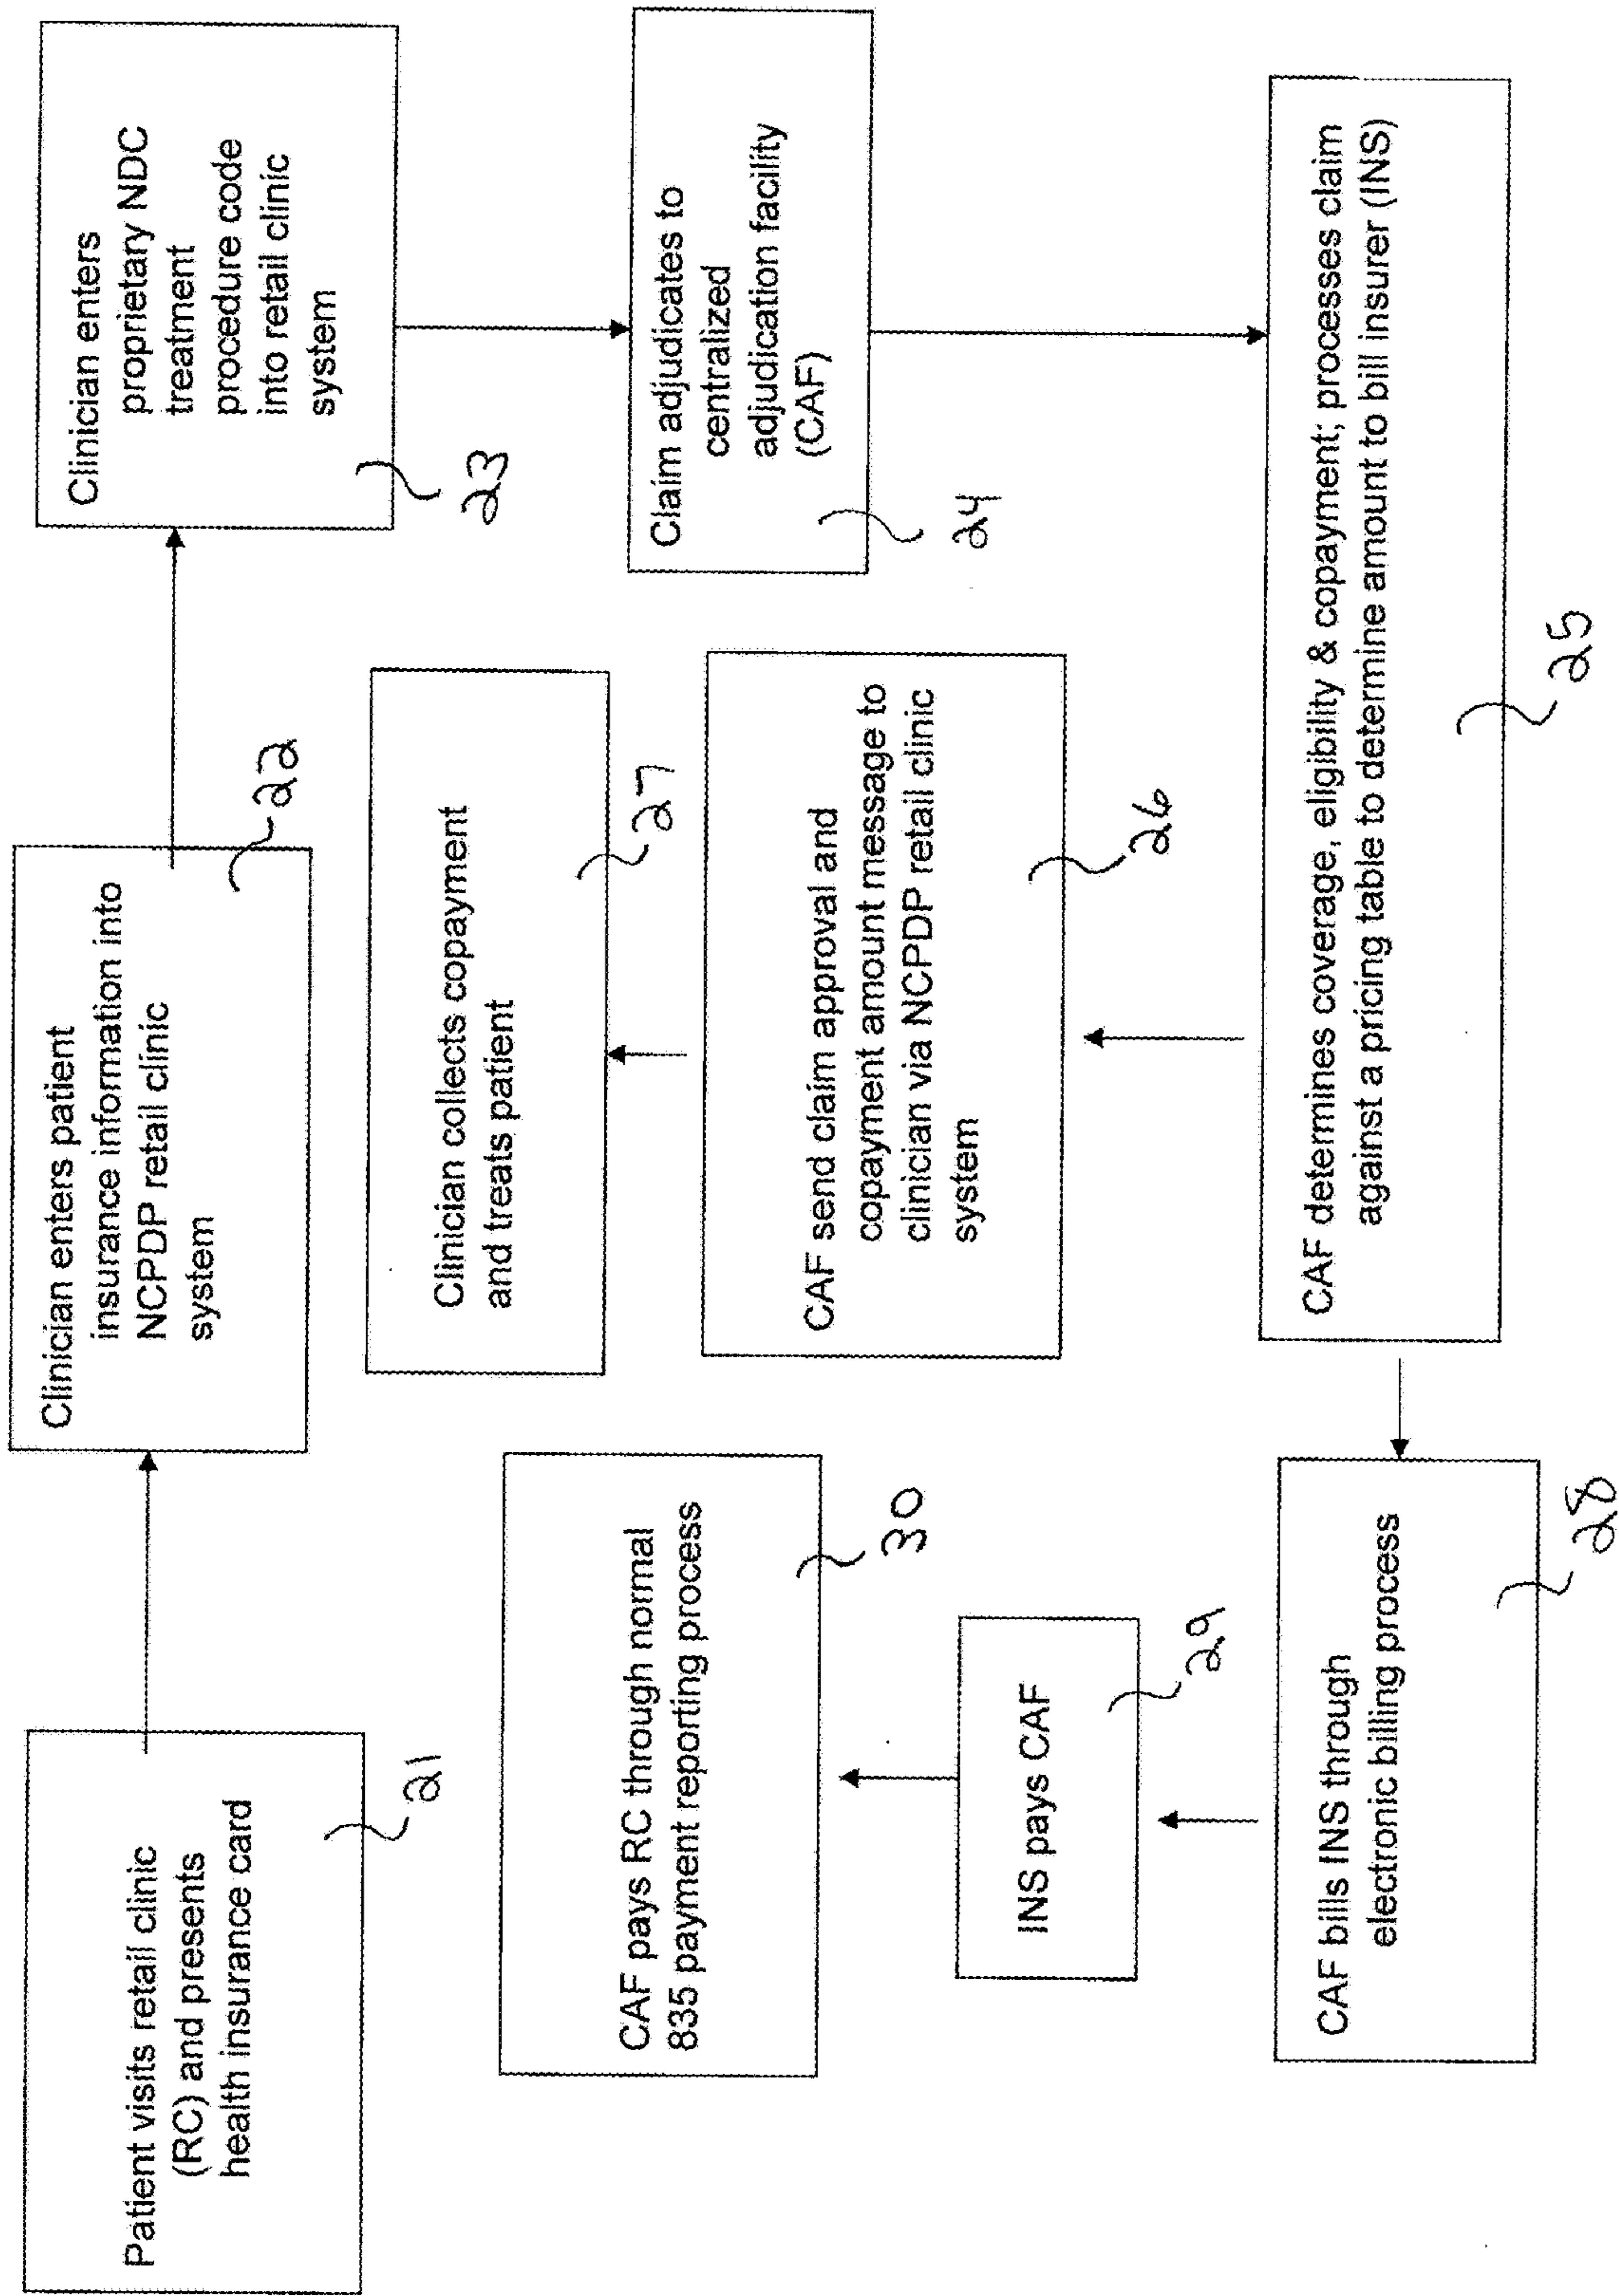 Patient visits retail clinic
(RC) and presents
health insurance card
21
Clinician enters patient
insurance information into
NCPDP retail clinic
system
22
Clinician enters
proprietary NDC
treatment
procedure code
into retail clinic
system
23
Claim adjudicates to
centralized
adjudication facility
(CAF)
24
CAF determines coverage, eligibility & copayment; processes claim
against a pricing table to determine amount to bill insurer (INS)
25
CAF send claim approval and
copayment amount message to
clinician via NCPDP retail clinic
system
26
Clinician collects copayment
and treats patient
27
CAF bills INS through
electronic billing process
28
INS pays CAF
29
CAF pays RC through normal
835 payment reporting process
30